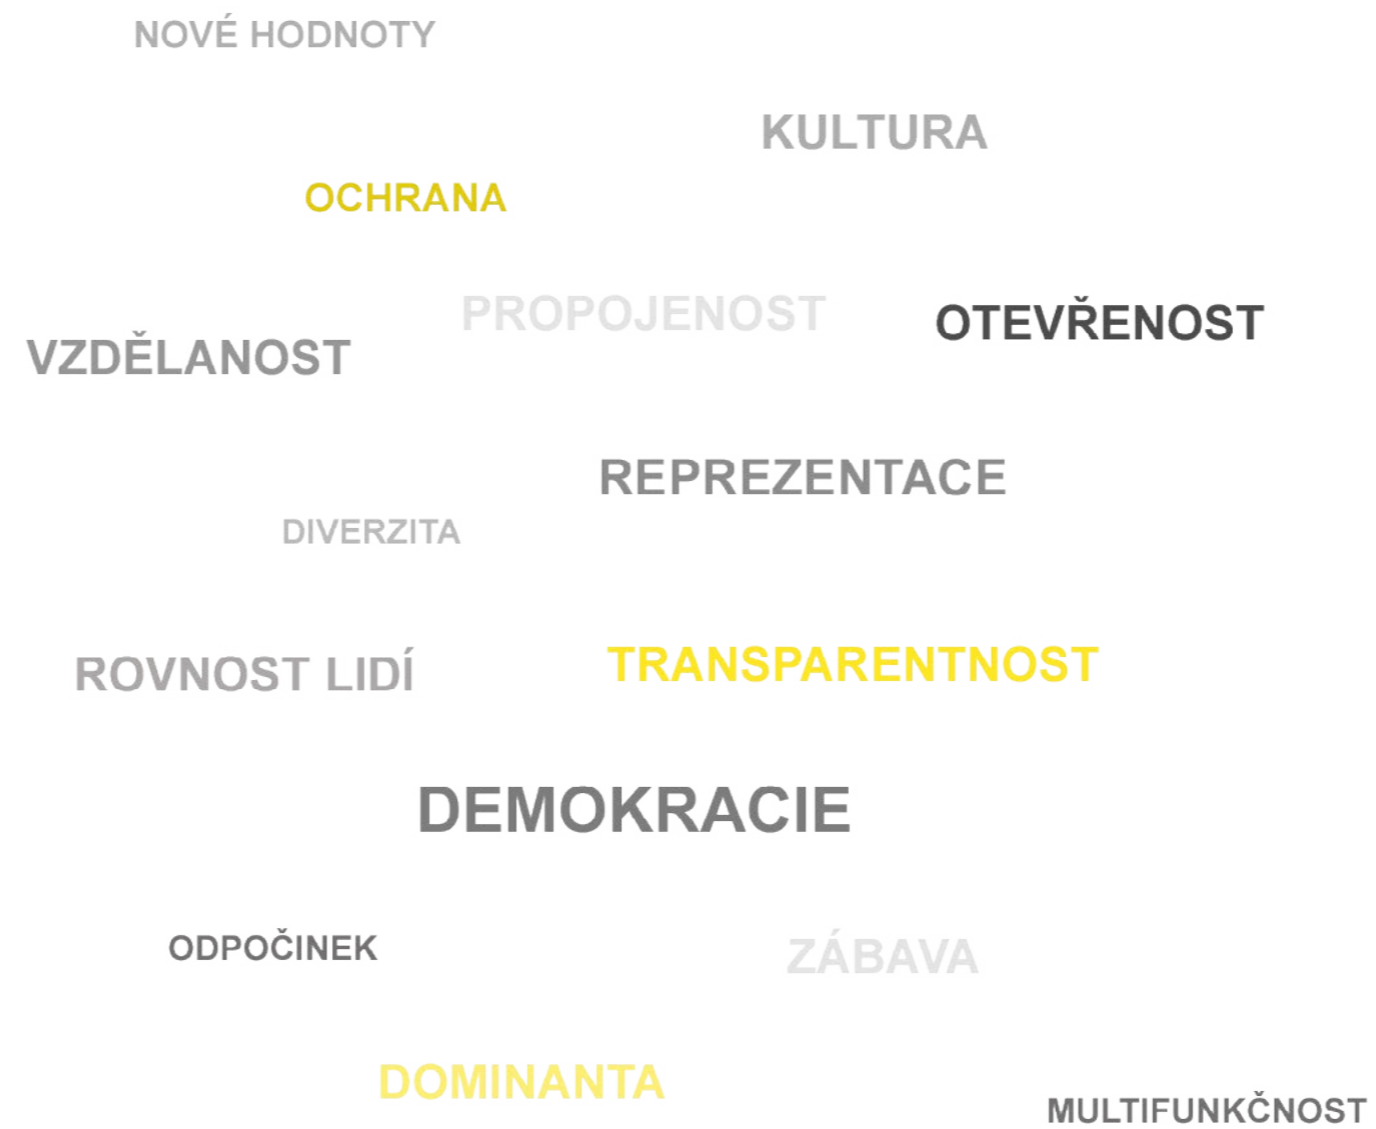 NOVÉ HODNOTY
KULTURA
OCHRANA
PROPOJENOST
OTEVŘENOST
VZDĚLANOST
REPREZENTACE
DIVERZITA
ROVNOST LIDÍ
TRANSPARENTNOST
DEMOKRACIE
ODPOČINEK
ZÁBAVA
DOMINANTA
MULTIFUNKČNOST